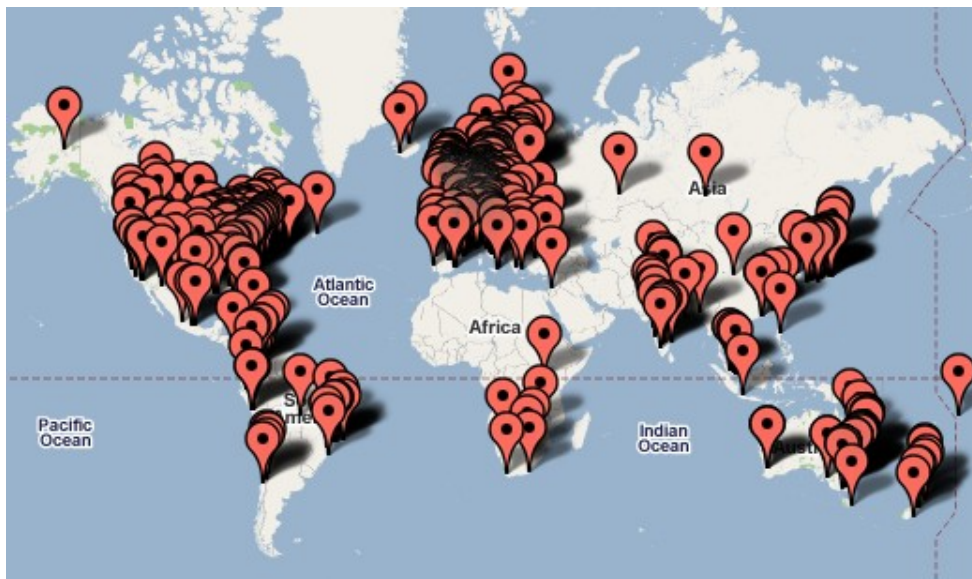 Asia
Atlantic
Ocean
Africa
Pacific
Ocean
Indian
Ocean